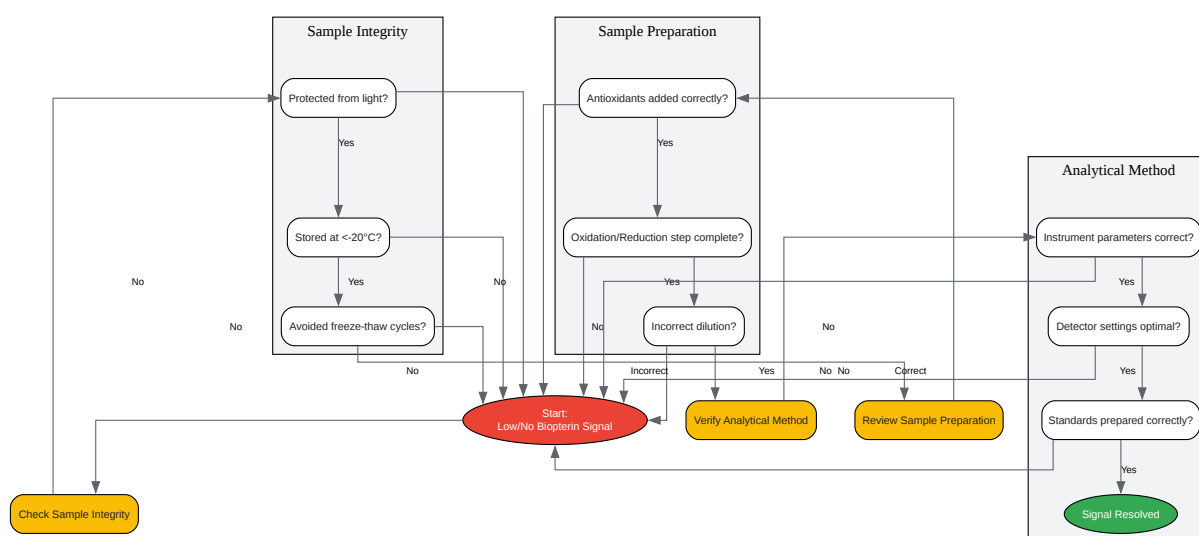 Sample Integrity
Sample Preparation
Protected from light?
Antioxidants added correctly?
Yes
Yes
Analytical Method
Stored at <-20°C?
Oxidation/Reduction step complete?
Instrument parameters correct?
No
Yes
No
Yes
Yes
No
Avoided freeze-thaw cycles?
No
Incorrect dilution?
No
Detector settings optimal?
No
Incorrect
Yes
No
No
Correct
Yes
Start:
Low/No Biopterin Signal
Verify Analytical Method
Review Sample Preparation
Standards prepared correctly?
Yes
Check Sample Integrity
Signal Resolved